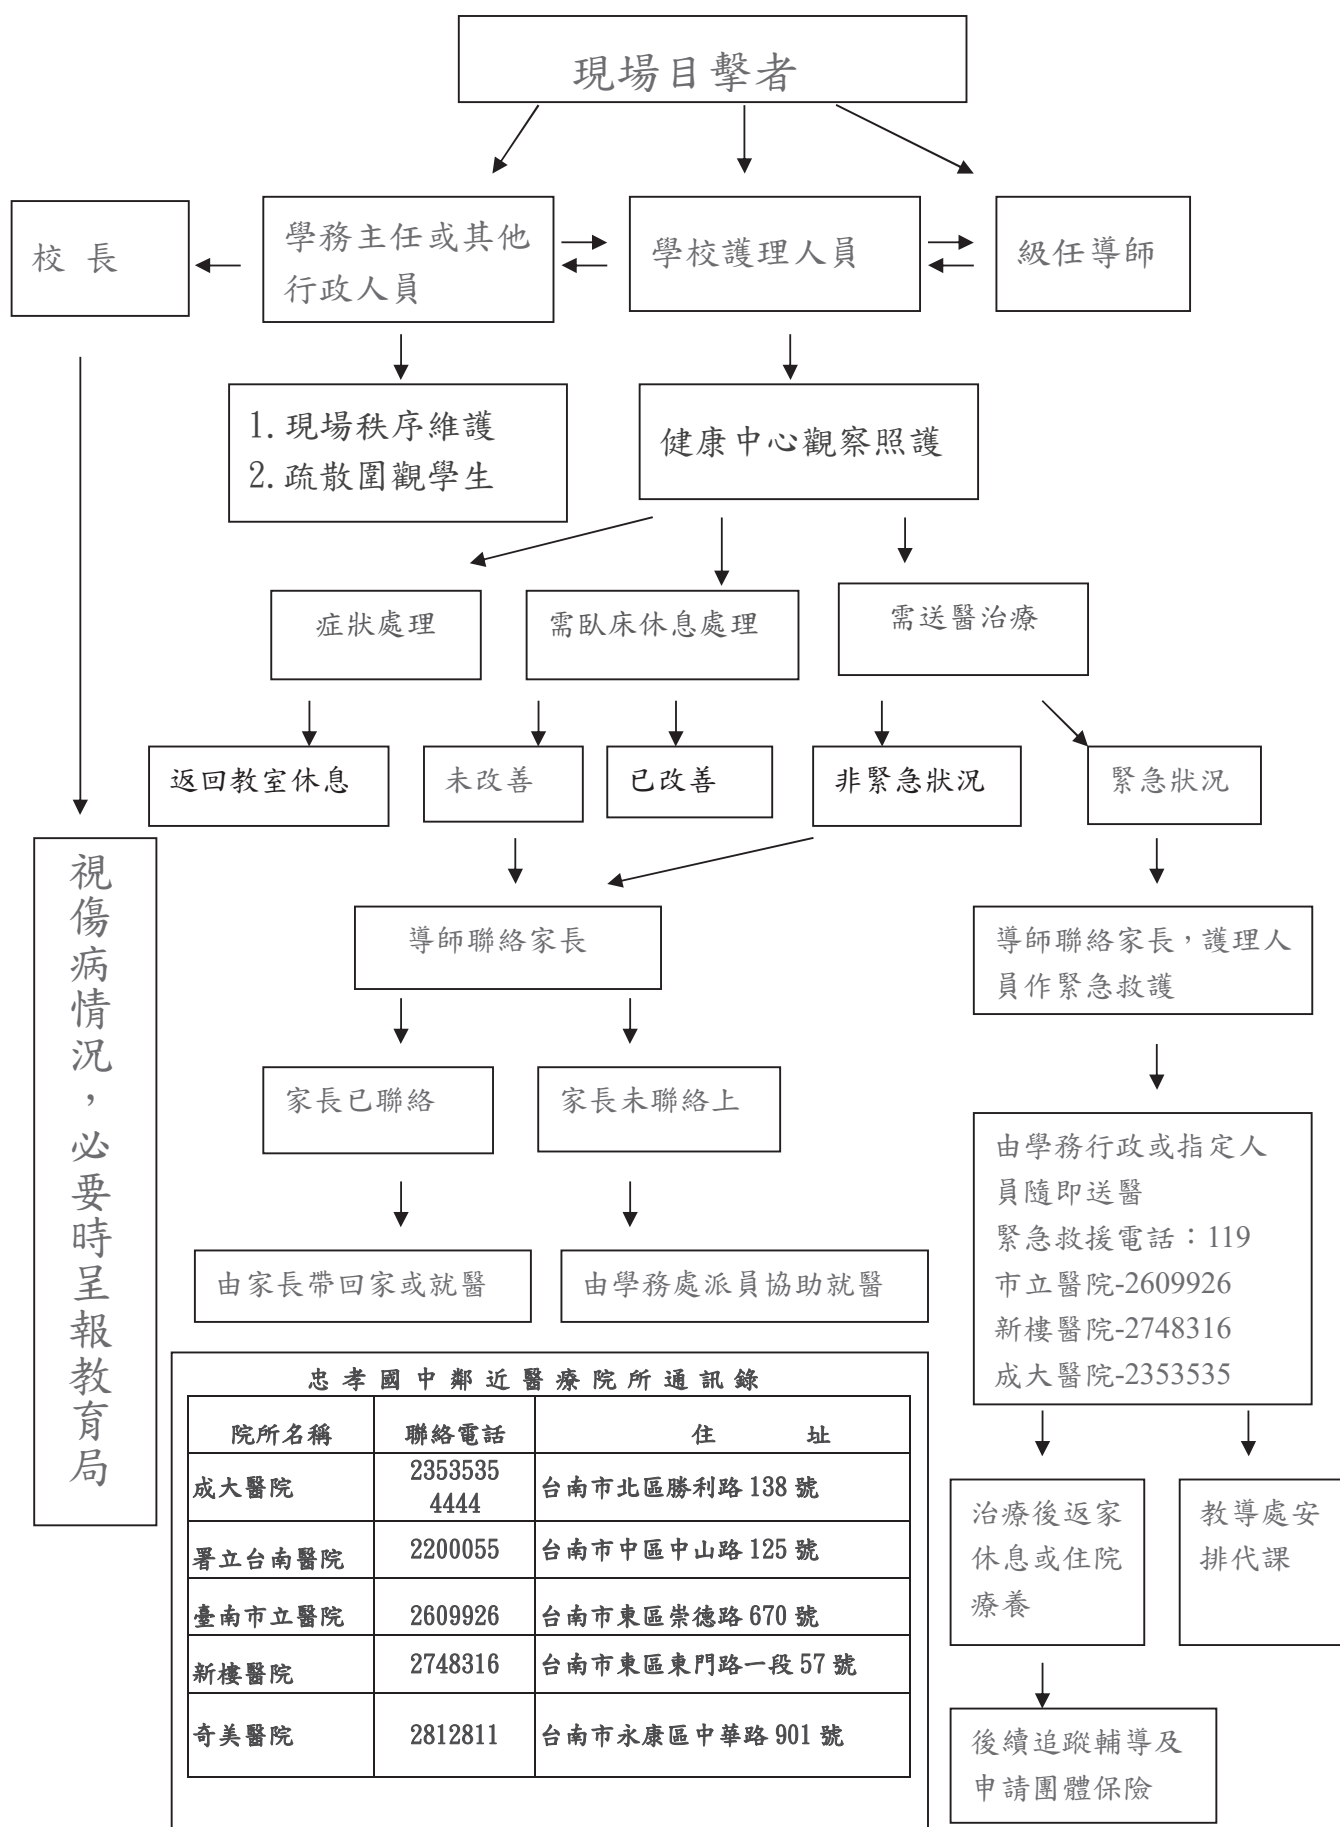 現場目擊者
校 長
學務主任或其他
行政人員
學校護理人員
級任導師
1.現場秩序維護
2.疏散圍觀學生
健康中心觀察照護
症狀處理
需臥床休息處理
需送醫治療
返回教室休息
未改善
已改善
非緊急狀況
緊急狀況
視傷病情況，必要時呈報教育局
導師聯絡家長
導師聯絡家長，護理人
員作緊急救護
家長已聯絡
家長未聯絡上
由學務行政或指定人
員隨即送醫
緊急救援電話：119
市立醫院-2609926
新樓醫院-2748316
成大醫院-2353535
由家長帶回家或就醫
由學務處派員協助就醫
忠孝國中鄰近醫療院所通訊錄
院所名稱 聯絡電話 住 址
成大醫院 2353535 台南市北區勝利路 138 號
4444
署立台南醫院 2200055 台南市中區中山路 125 號
臺南市立醫院 2609926 台南市東區崇德路 670 號
新樓醫院 2748316 台南市東區東門路一段 57 號
奇美醫院 2812811 台南市永康區中華路 901 號
治療後返家
休息或住院
療養
教導處安
排代課
後續追蹤輔導及
申請團體保險